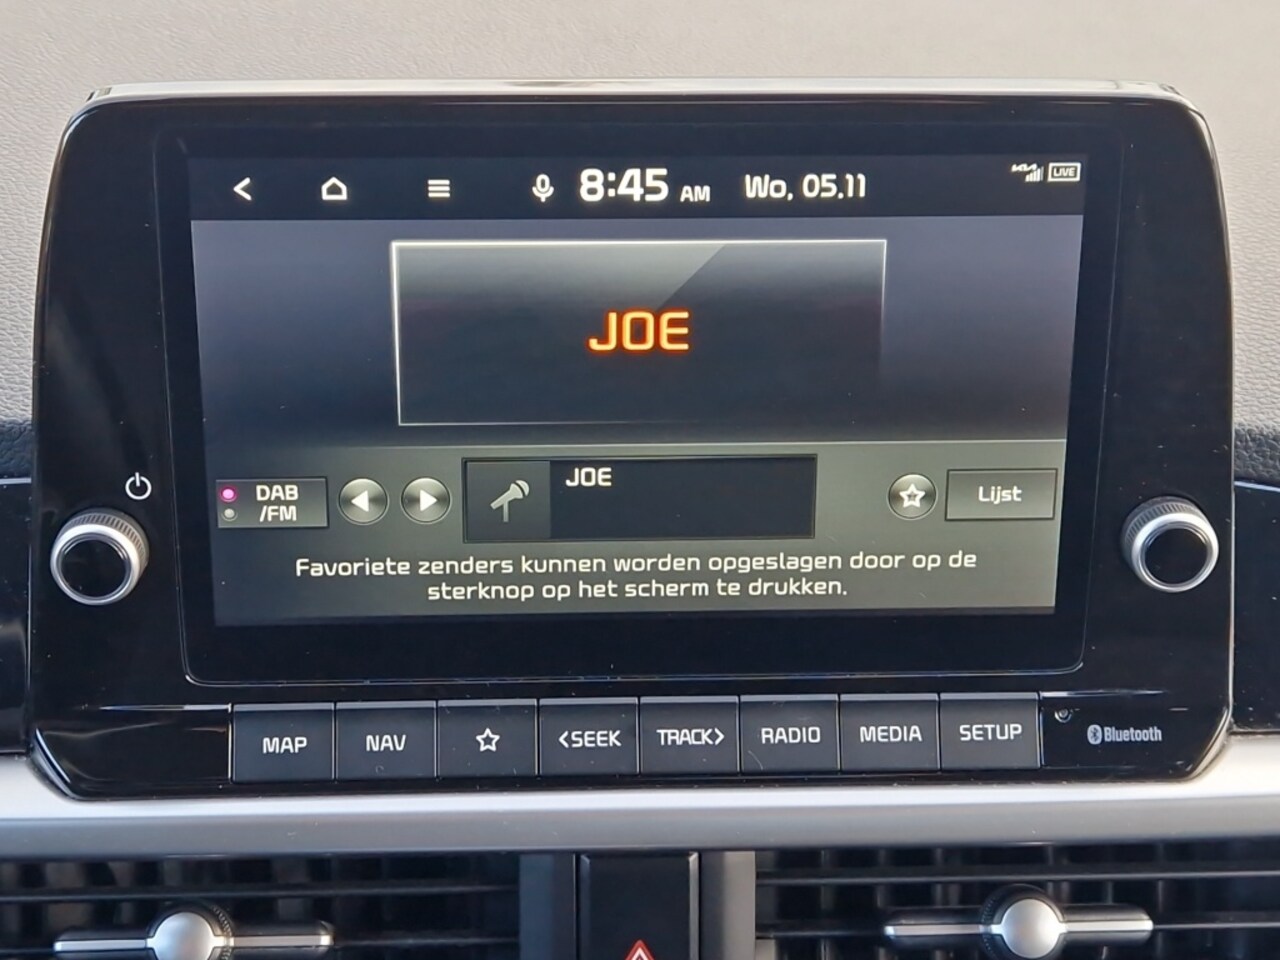 8:45 AM Wo, 05.11
KIA LIVE
JOE
DAB
/FM
JOE
Lijst
Favoriete zenders kunnen worden opgeslagen door op de
sterknop op het scherm te drukken.
MAP NAV <SEEK TRACK> RADIO MEDIA SETUP
Bluetooth